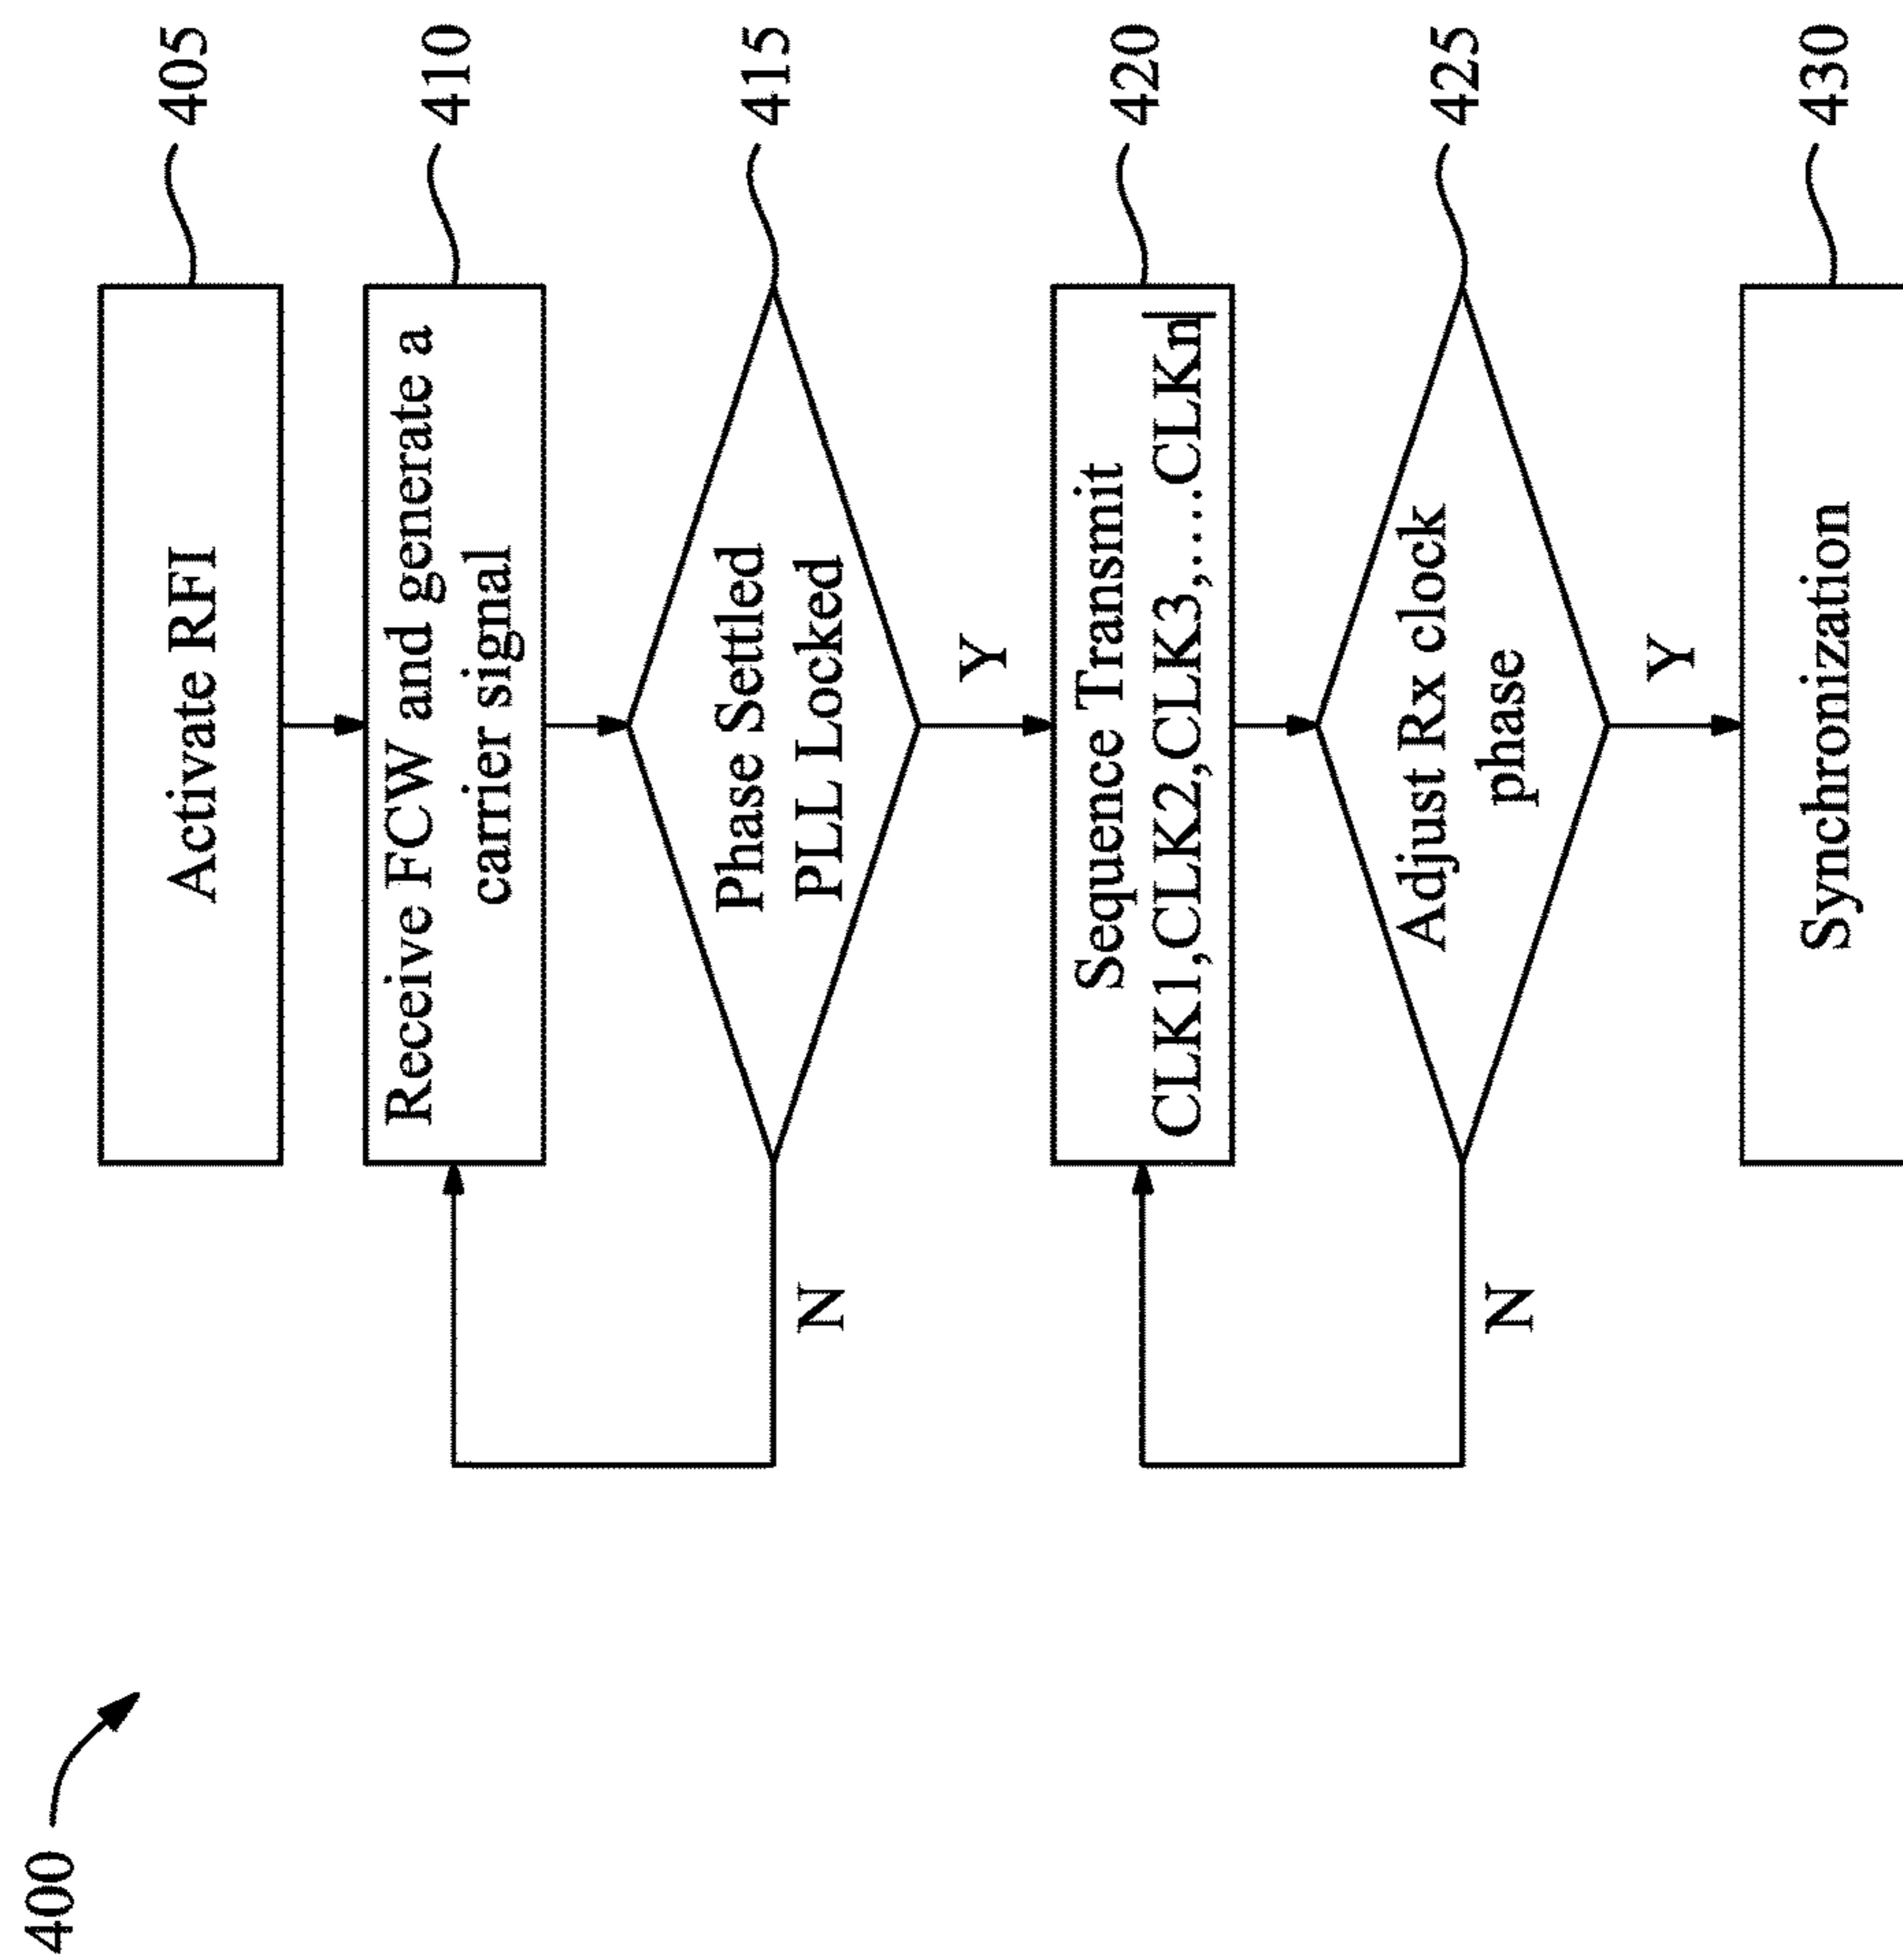 400
Activate RFI
405
Receive FCW and generate a
carrier signal
410
Phase Settled
PLL Locked
415
N
Y
Sequence Transmit
CLK1,CLK2,CLK3,....CLKn
420
Adjust Rx clock
phase
425
N
Y
Synchronization
430